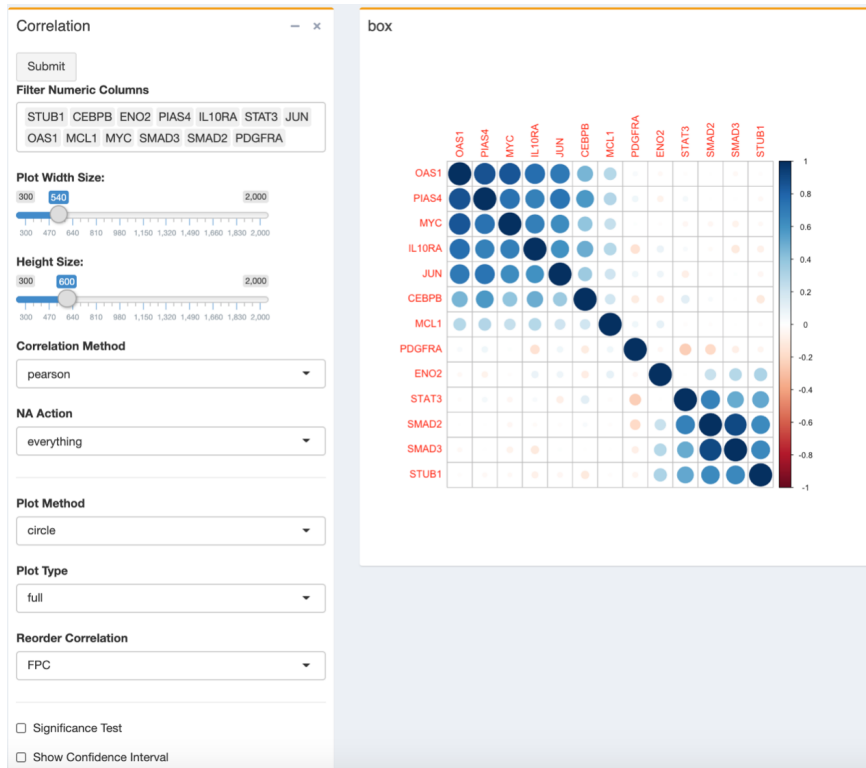 Correlation
Submit
Filter Numeric Columns
STUB1 CEBPB ENO2 PIAS4 IL10RA STAT3 JUN
OAS1 MCL1 MYC SMAD3 SMAD2 PDGFRA
Plot Width Size:
300 540 2,000
300 470 640 810 980 1,150 1,320 1,490 1,660 1,830 2,000
Height Size:
300 600 2,000
300 470 640 810 980 1,150 1,320 1,490 1,660 1,830 2,000
Correlation Method
pearson
NA Action
everything
Plot Method
circle
Plot Type
full
Reorder Correlation
FPC
Significance Test
Show Confidence Interval
box
OAS1 PIAS4 MYC IL10RA JUN CEBPB MCL1 PDGFRA ENO2 STAT3 SMAD2 SMAD3 STUB1
OAS1
PIAS4
MYC
IL10RA
JUN
CEBPB
MCL1
PDGFRA
ENO2
STAT3
SMAD2
SMAD3
STUB1
1
0.8
0.6
0.4
0.2
0
-0.2
-0.4
-0.6
-0.8
-1